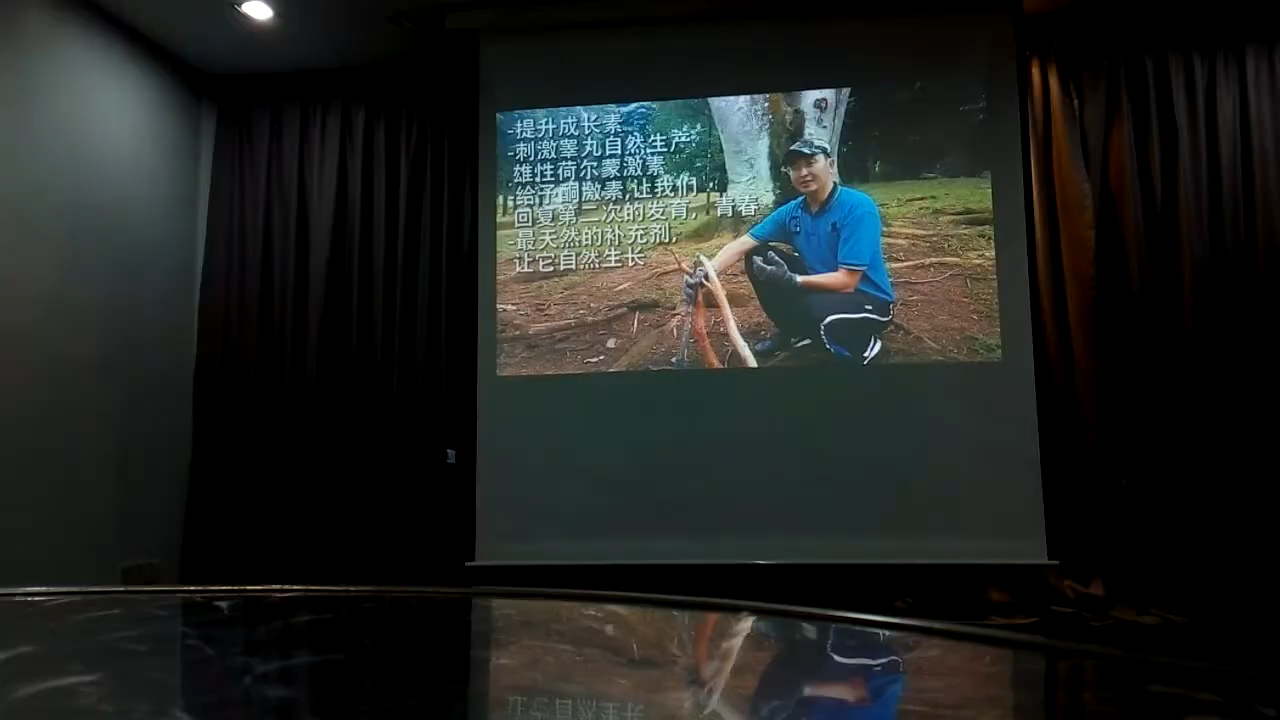 -提升成长素
-刺激睾丸自然生产
雄性荷尔蒙激素
给予酮激素,让我们
回复第二次的发育，青春
-最天然的补充剂,
让它自然生长